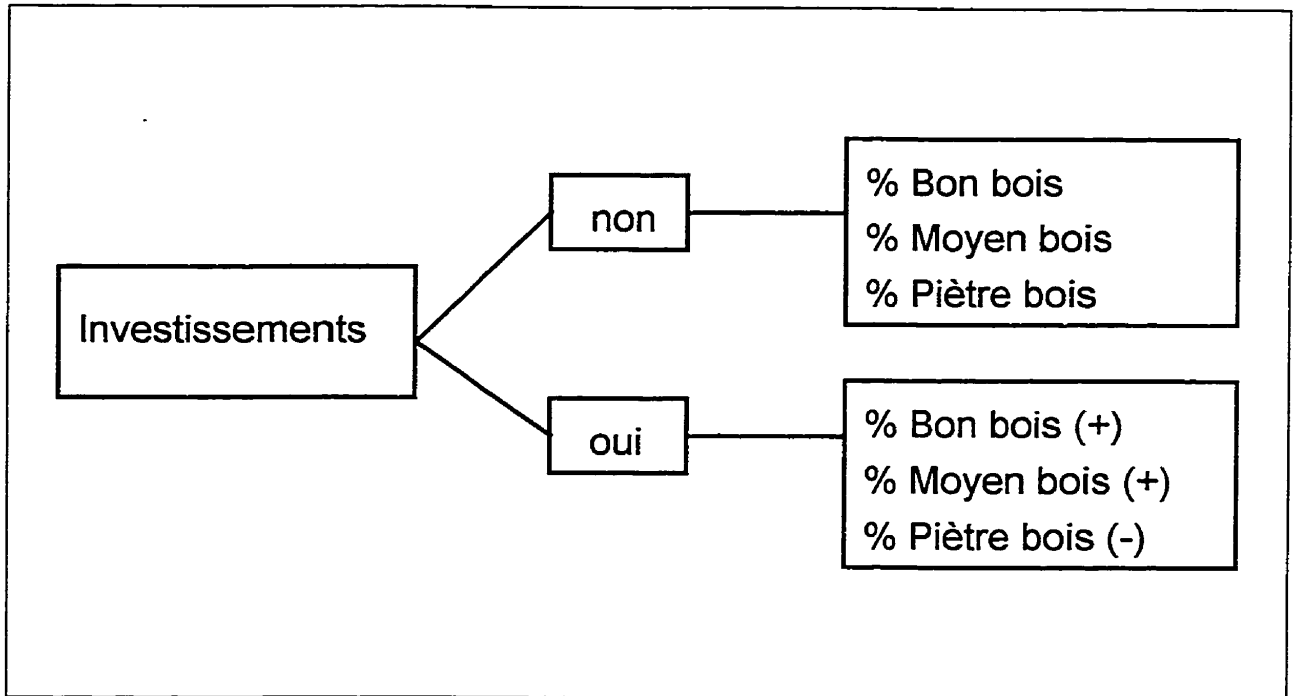 Investissements
non
% Bon bois
% Moyen bois
% Piètre bois
oui
% Bon bois (+)
% Moyen bois (+)
% Piètre bois (-)